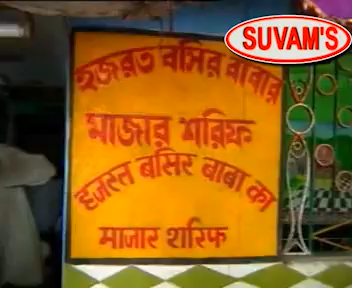 SUVAM'S
হজরত বসির বাবার
মাজার শরিফ
हजरत बसिर बाबा का
माजार शरिफ